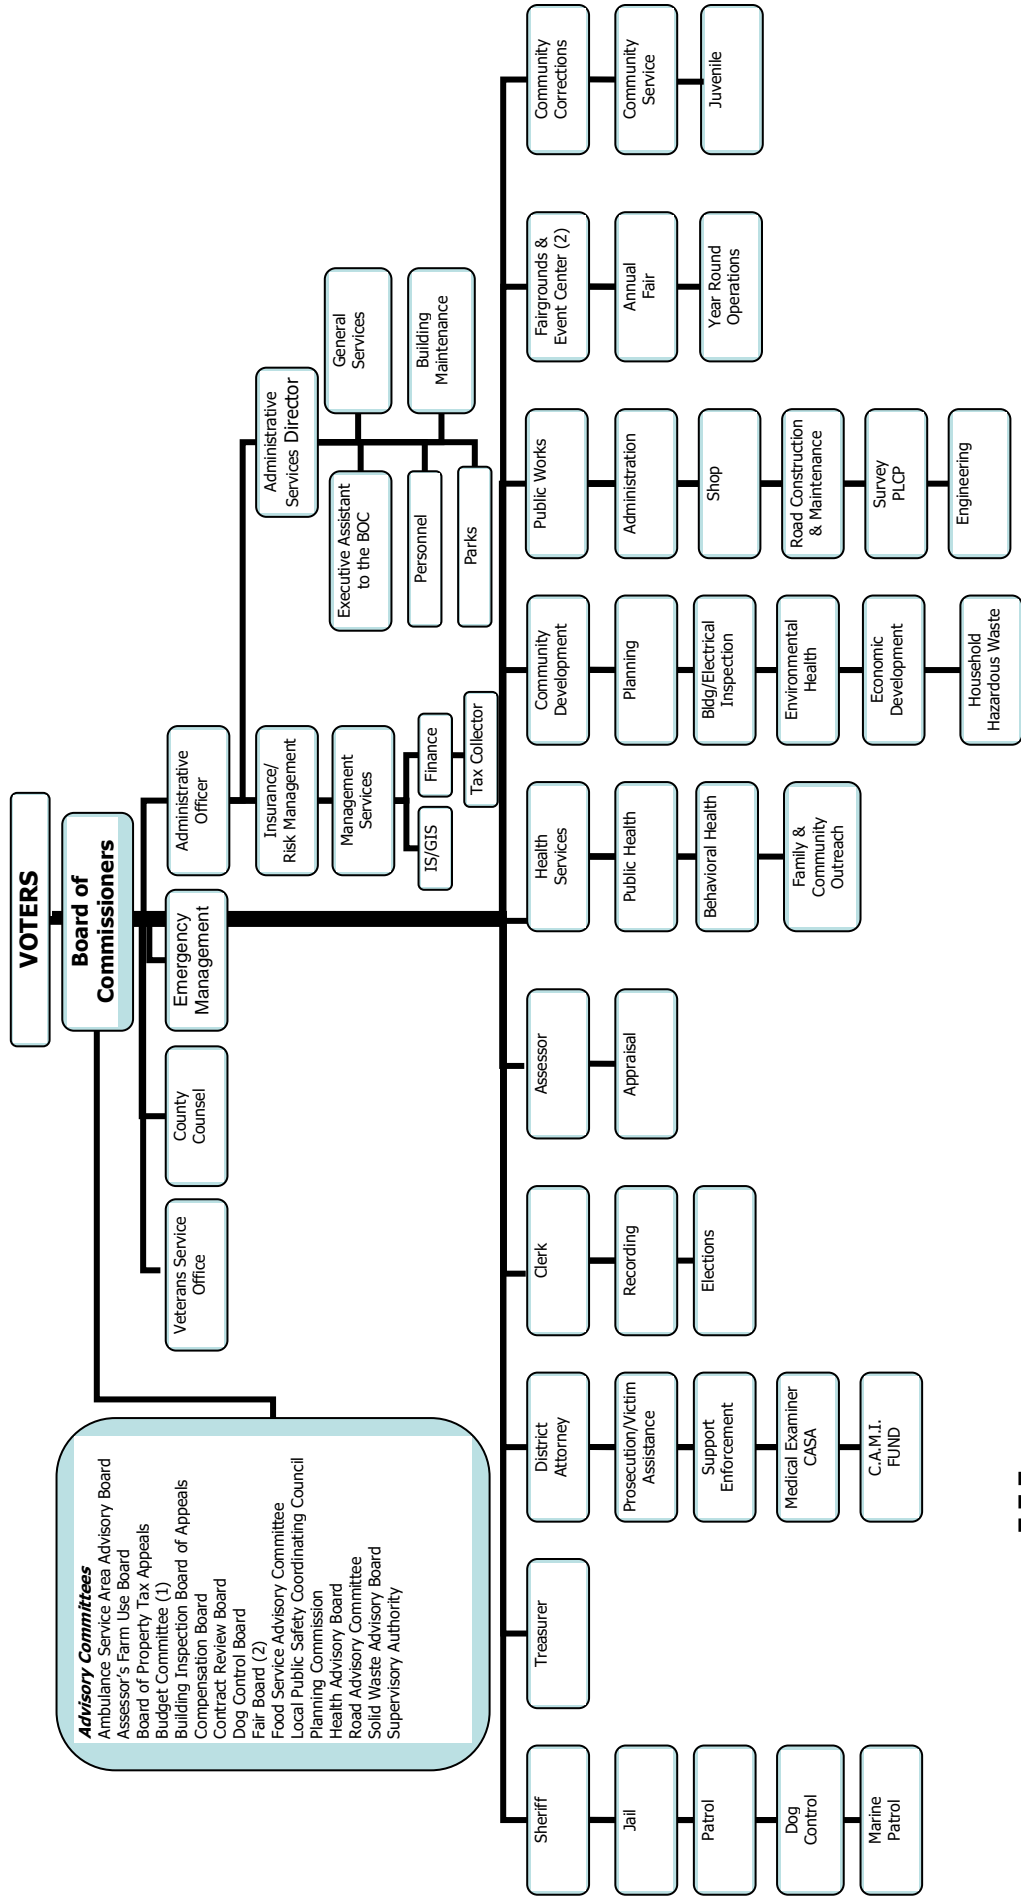 VOTERS
Board of
Commissioners
Advisory Committees
Ambulance Service Area Advisory Board
Assessor's Farm Use Board
Board of Property Tax Appeals
Budget Committee (1)
Building Inspection Board of Appeals
Compensation Board
Contract Review Board
Dog Control Board
Fair Board (2)
Food Service Advisory Committee
Local Public Safety Coordinating Council
Planning Commission
Health Advisory Board
Road Advisory Committee
Solid Waste Advisory Board
Supervisory Authority
Veterans Service
Office
County
Counsel
Emergency
Management
Administrative
Officer
Insurance/
Risk Management
Management
Services
IS/GIS
Finance
Tax Collector
Administrative
Services Director
Executive Assistant
to the BOC
General
Services
Personnel
Building
Maintenance
Parks
Sheriff
Jail
Patrol
Dog
Control
Marine
Patrol
Treasurer
District
Attorney
Prosecution/Victim
Assistance
Support
Enforcement
Medical Examiner
CASA
C.A.M.I.
FUND
Clerk
Recording
Elections
Assessor
Appraisal
Health
Services
Public Health
Behavioral Health
Family &
Community
Outreach
Community
Development
Planning
Bldg/Electrical
Inspection
Environmental
Health
Economic
Development
Household
Hazardous Waste
Public Works
Administration
Shop
Road Construction
& Maintenance
Survey
PLCP
Engineering
Fairgrounds &
Event Center (2)
Annual
Fair
Year Round
Operations
Community
Corrections
Community
Service
Juvenile